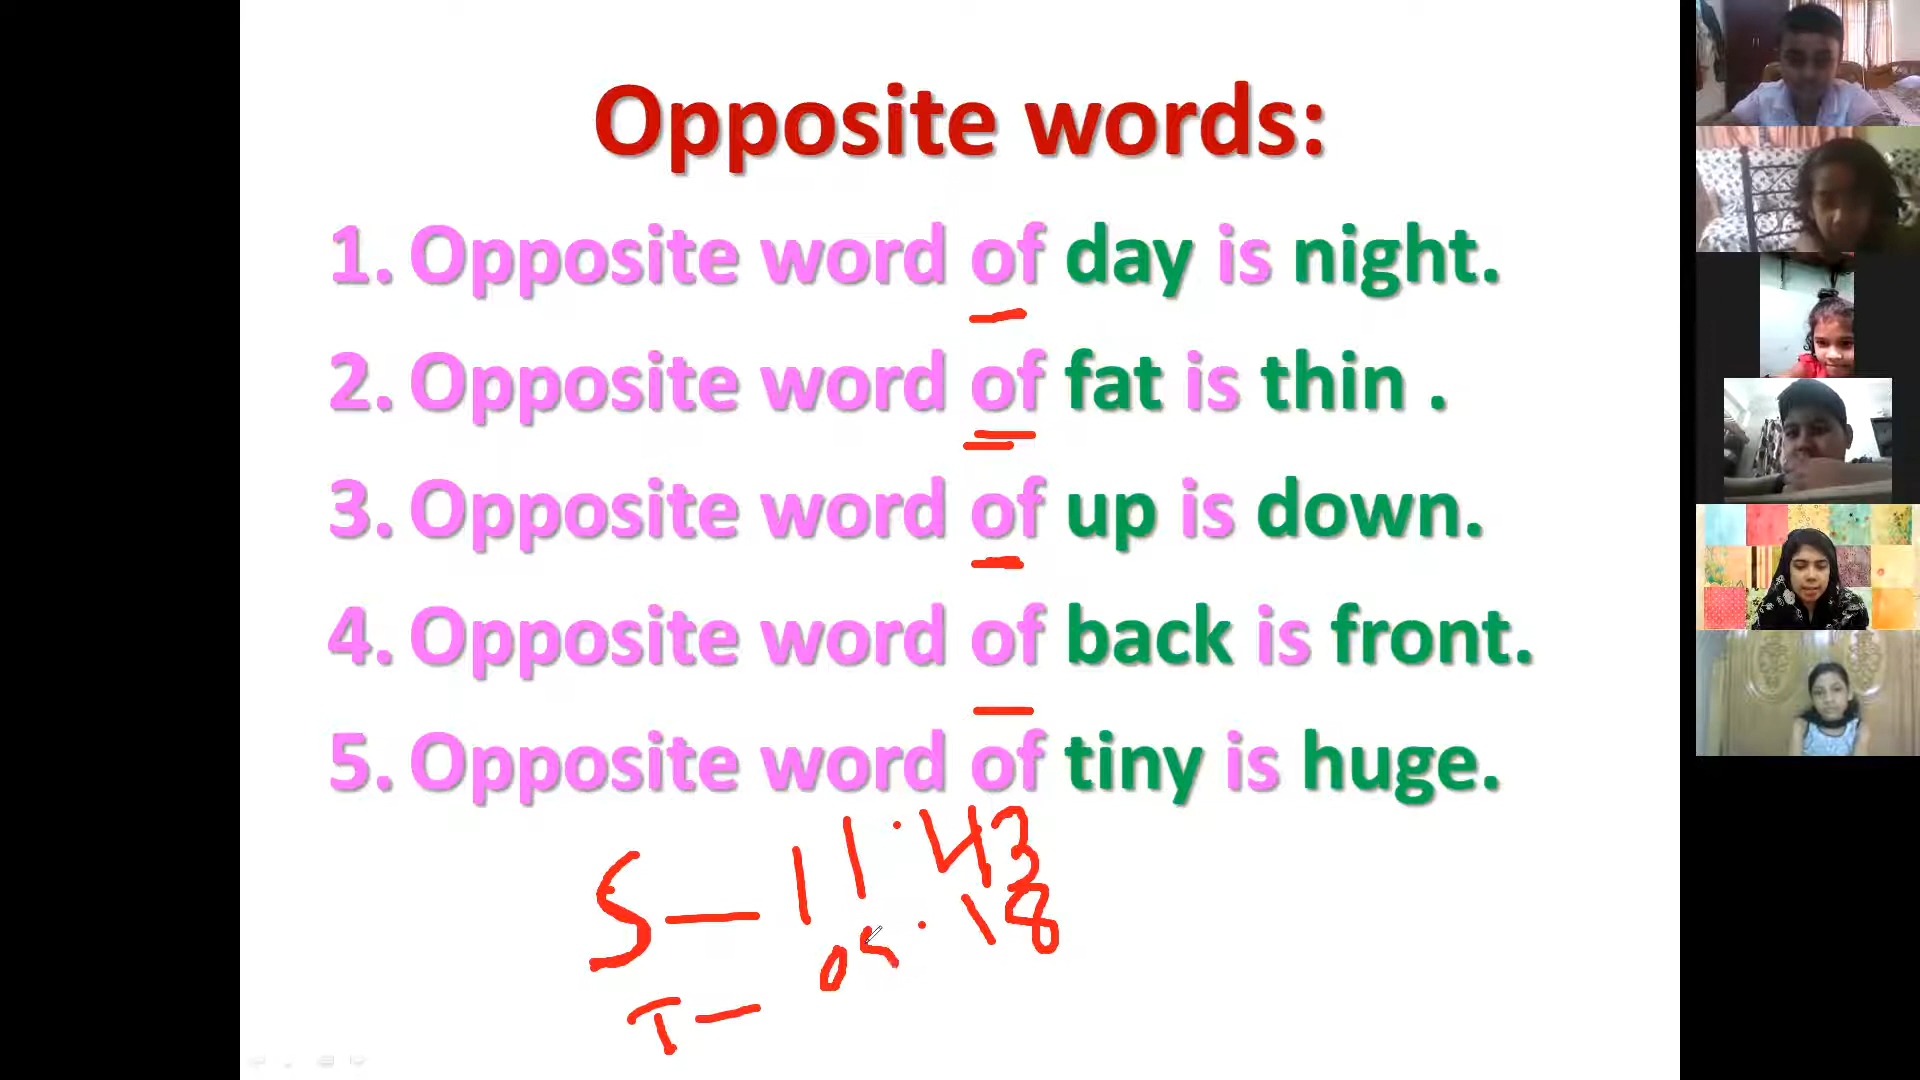 Opposite words:
1. Opposite word of day is night.
2. Opposite word of fat is thin .
3. Opposite word of up is down.
4. Opposite word of back is front.
5. Opposite word of tiny is huge.
S — 11.43
.18
T —